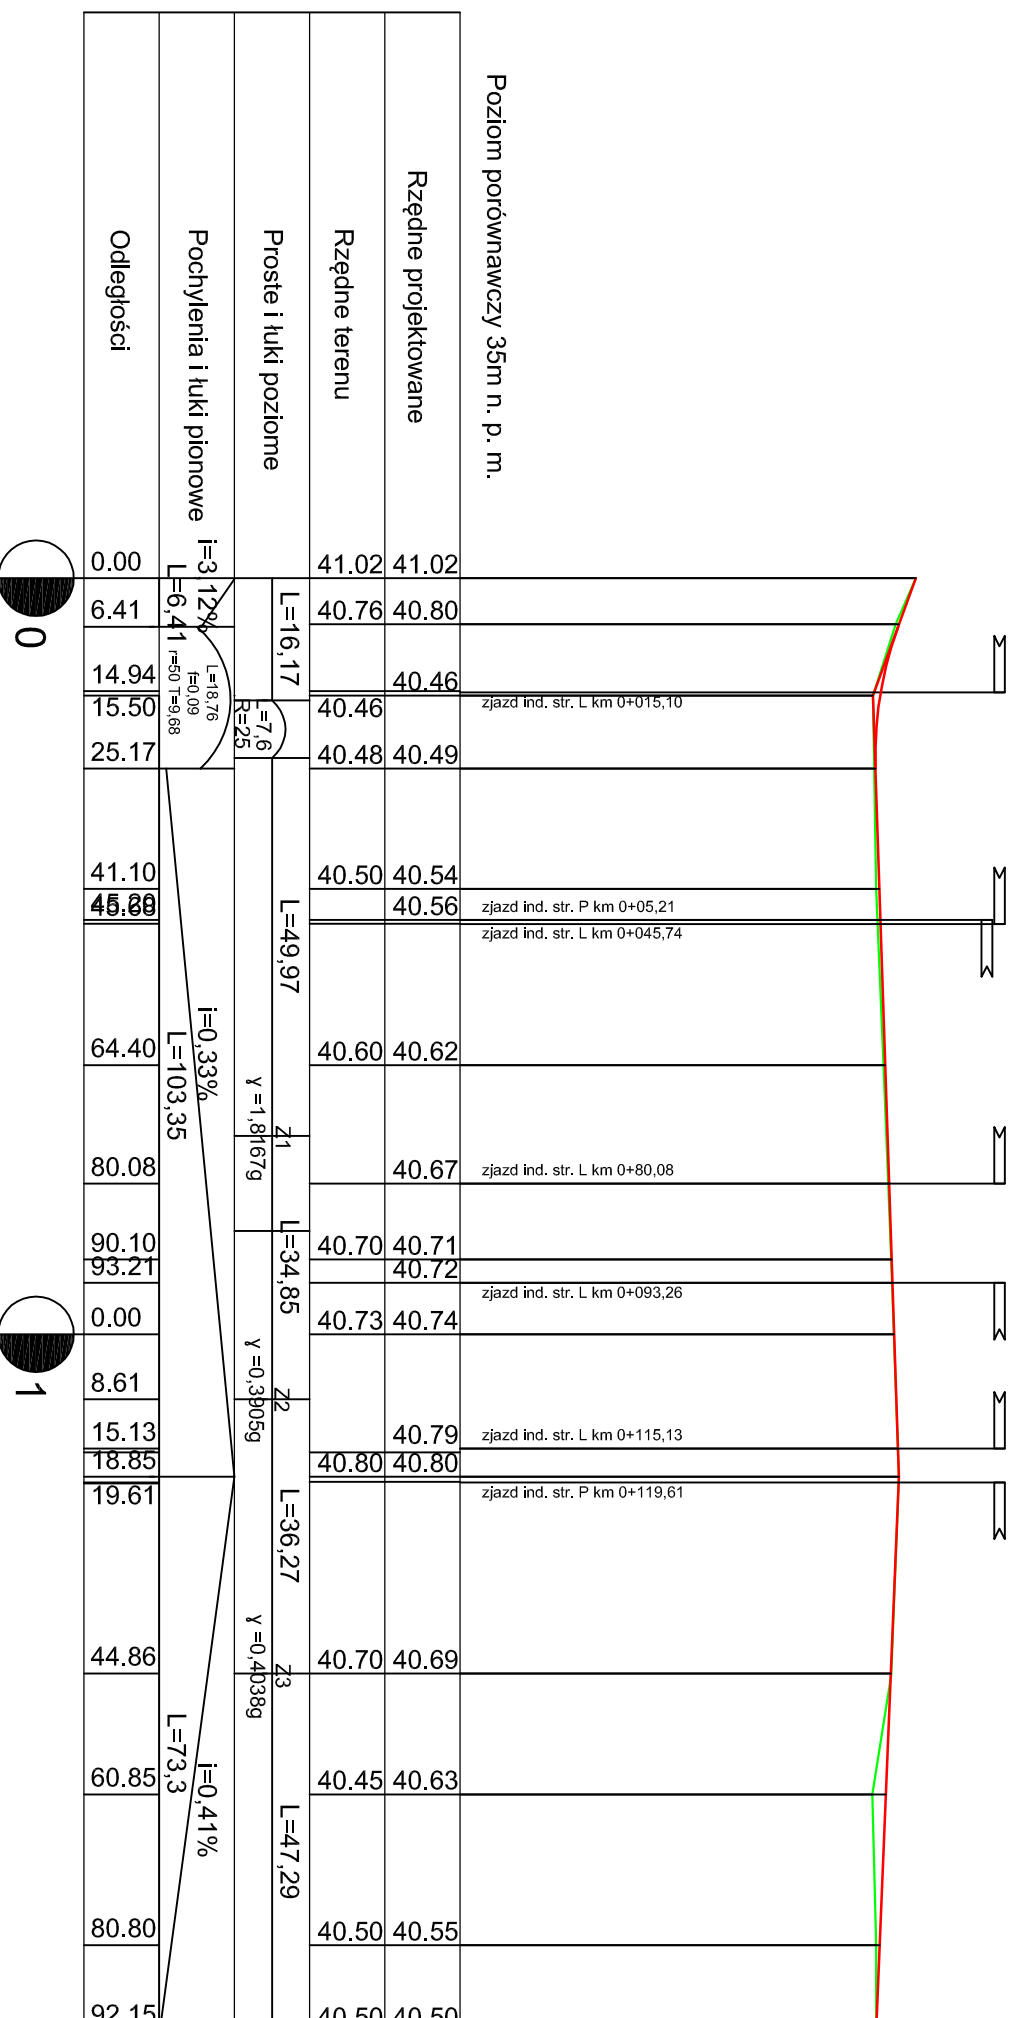 Poziom porównawczy 35m n. p. m.
Rzędne projektowane
Rzędne terenu
Proste i łuki poziome
Pochylenia i łuki pionowe
Odległości
0.00 41.02 41.02
6.41 40.76 40.80
14.94 40.46
15.50 40.46
25.17 40.48 40.49
41.10 40.50 40.54
45.68 40.56
64.40 40.60 40.62
80.08 40.67
90.10 40.70 40.71
93.21 40.72
0.00 40.73 40.74
8.61
15.13 40.79
18.85 40.80 40.80
19.61
44.86 40.70 40.69
60.85 40.45 40.63
80.80 40.50 40.55
92.15 40.50 40.50
zjazd ind. str. L km 0+015,10
zjazd ind. str. P km 0+05,21
zjazd ind. str. L km 0+045,74
zjazd ind. str. L km 0+80,08
zjazd ind. str. L km 0+093,26
zjazd ind. str. L km 0+115,13
zjazd ind. str. P km 0+119,61
L=16,17
L=7,6
R=25
L=49,97
Z1
γ =1,8167g
L=34,85
Z2
γ =0,3905g
L=36,27
Z3
γ =0,4038g
L=47,29
i=3,12%
L=6,41
L=18,76
f=0,09
r=50 T=9,68
i=0,33%
L=103,35
i=0,41%
L=73,3
0
1